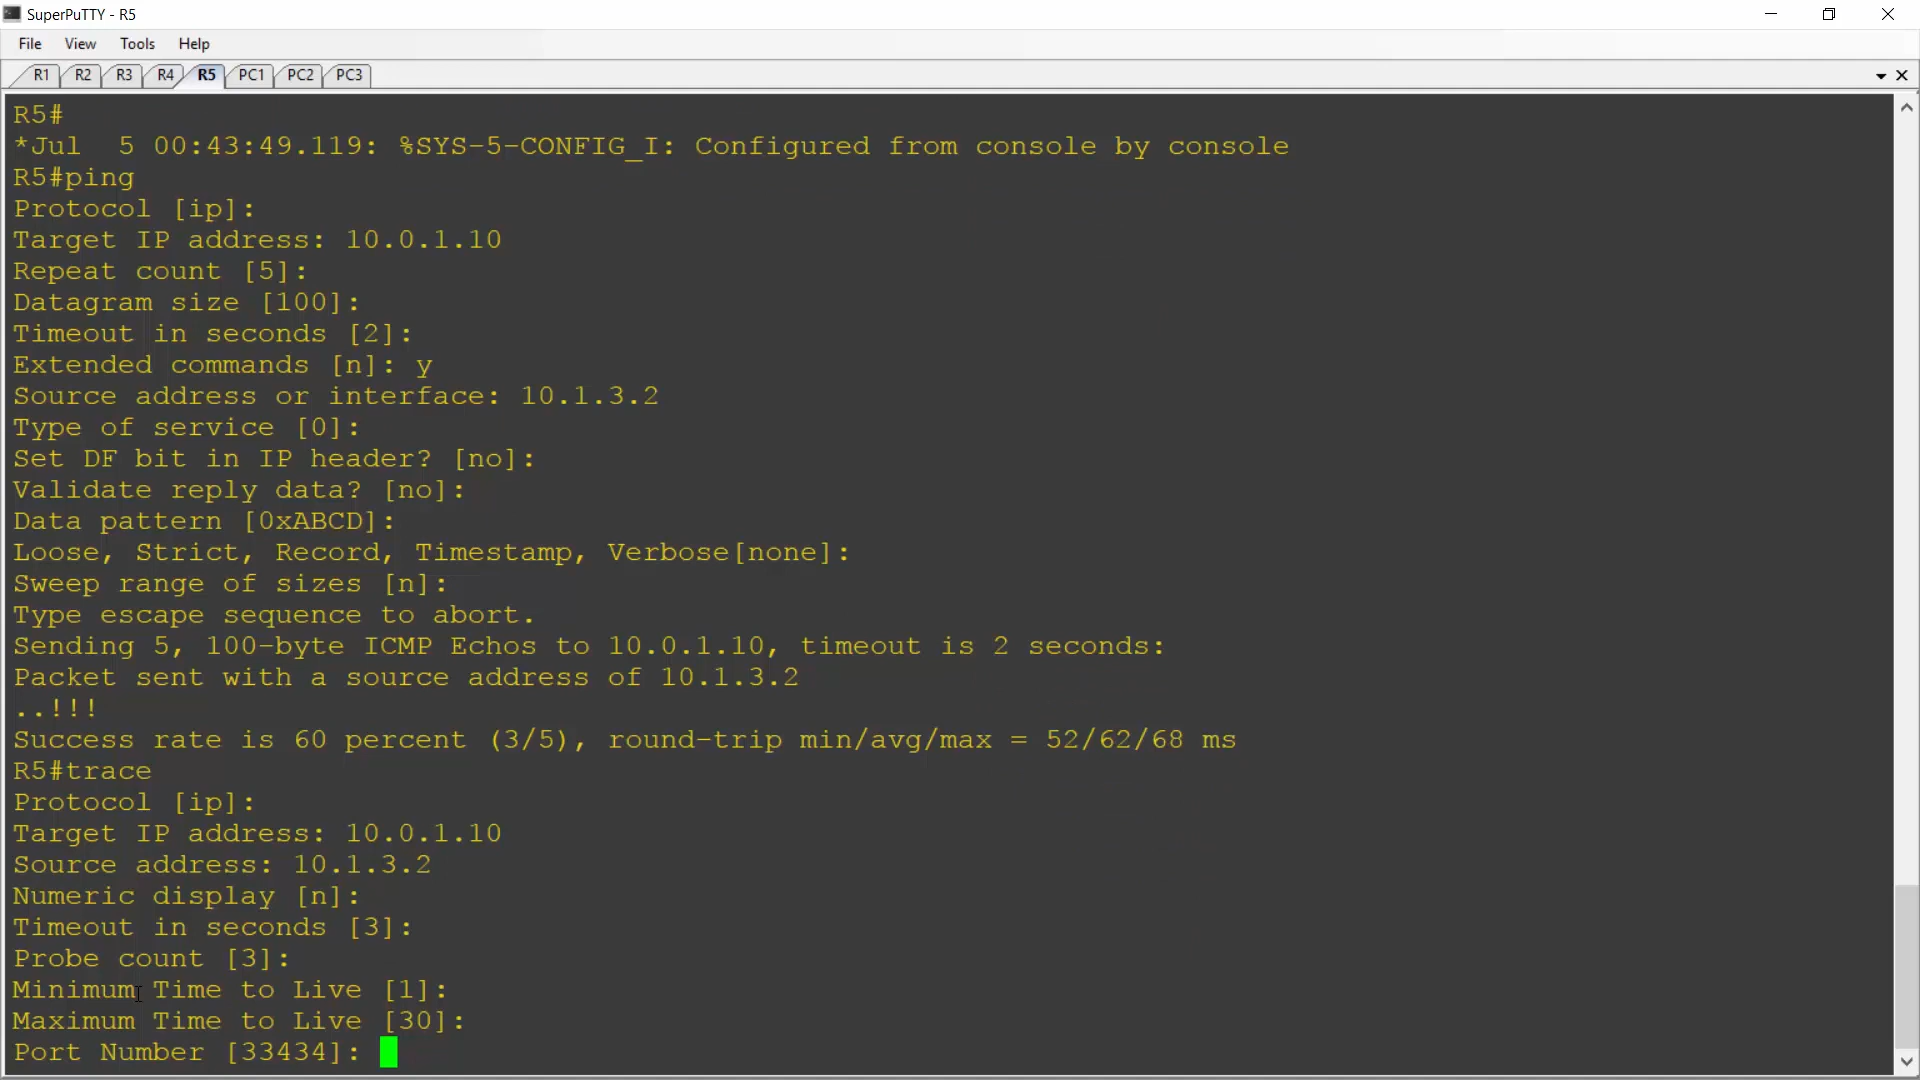 SuperPuTTY - R5
File View Tools Help
R1 R2 R3 R4 R5 PC1 PC2 PC3
R5#
*Jul  5 00:43:49.119: %SYS-5-CONFIG_I: Configured from console by console
R5#ping
Protocol [ip]:
Target IP address: 10.0.1.10
Repeat count [5]:
Datagram size [100]:
Timeout in seconds [2]:
Extended commands [n]: y
Source address or interface: 10.1.3.2
Type of service [0]:
Set DF bit in IP header? [no]:
Validate reply data? [no]:
Data pattern [0xABCD]:
Loose, Strict, Record, Timestamp, Verbose[none]:
Sweep range of sizes [n]:
Type escape sequence to abort.
Sending 5, 100-byte ICMP Echos to 10.0.1.10, timeout is 2 seconds:
Packet sent with a source address of 10.1.3.2
..!!!
Success rate is 60 percent (3/5), round-trip min/avg/max = 52/62/68 ms
R5#trace
Protocol [ip]:
Target IP address: 10.0.1.10
Source address: 10.1.3.2
Numeric display [n]:
Timeout in seconds [3]:
Probe count [3]:
Minimum Time to Live [1]:
Maximum Time to Live [30]:
Port Number [33434]: